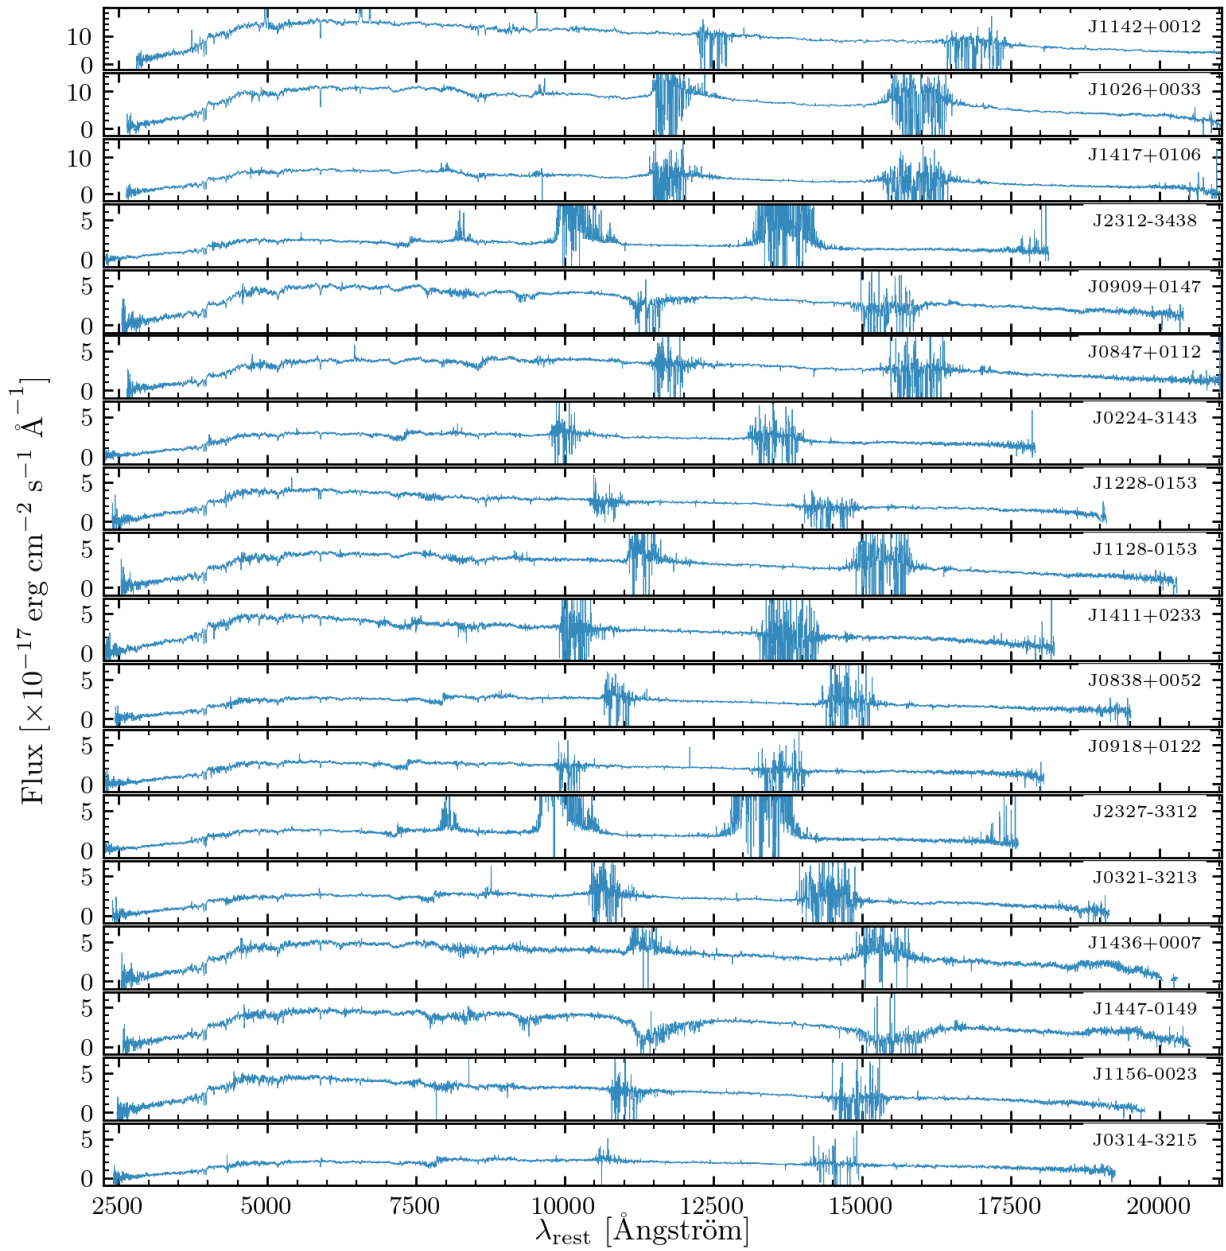 10
0
J1142+0012
10
0
J1026+0033
10
0
J1417+0106
5
0
J2312-3438
5
0
J0909+0147
5
0
J0847+0112
5
0
J0224-3143
5
0
J1228-0153
5
0
J1128-0153
5
0
J1411+0233
5
0
J0838+0052
5
0
J0918+0122
5
0
J2327-3312
5
0
J0321-3213
5
0
J1436+0007
5
0
J1447-0149
5
0
J1156-0023
5
0
J0314-3215
Flux [×10⁻¹⁷ erg cm⁻² s⁻¹ Å⁻¹]
2500 5000 7500 10000 12500 15000 17500 20000
λrest [Ångström]